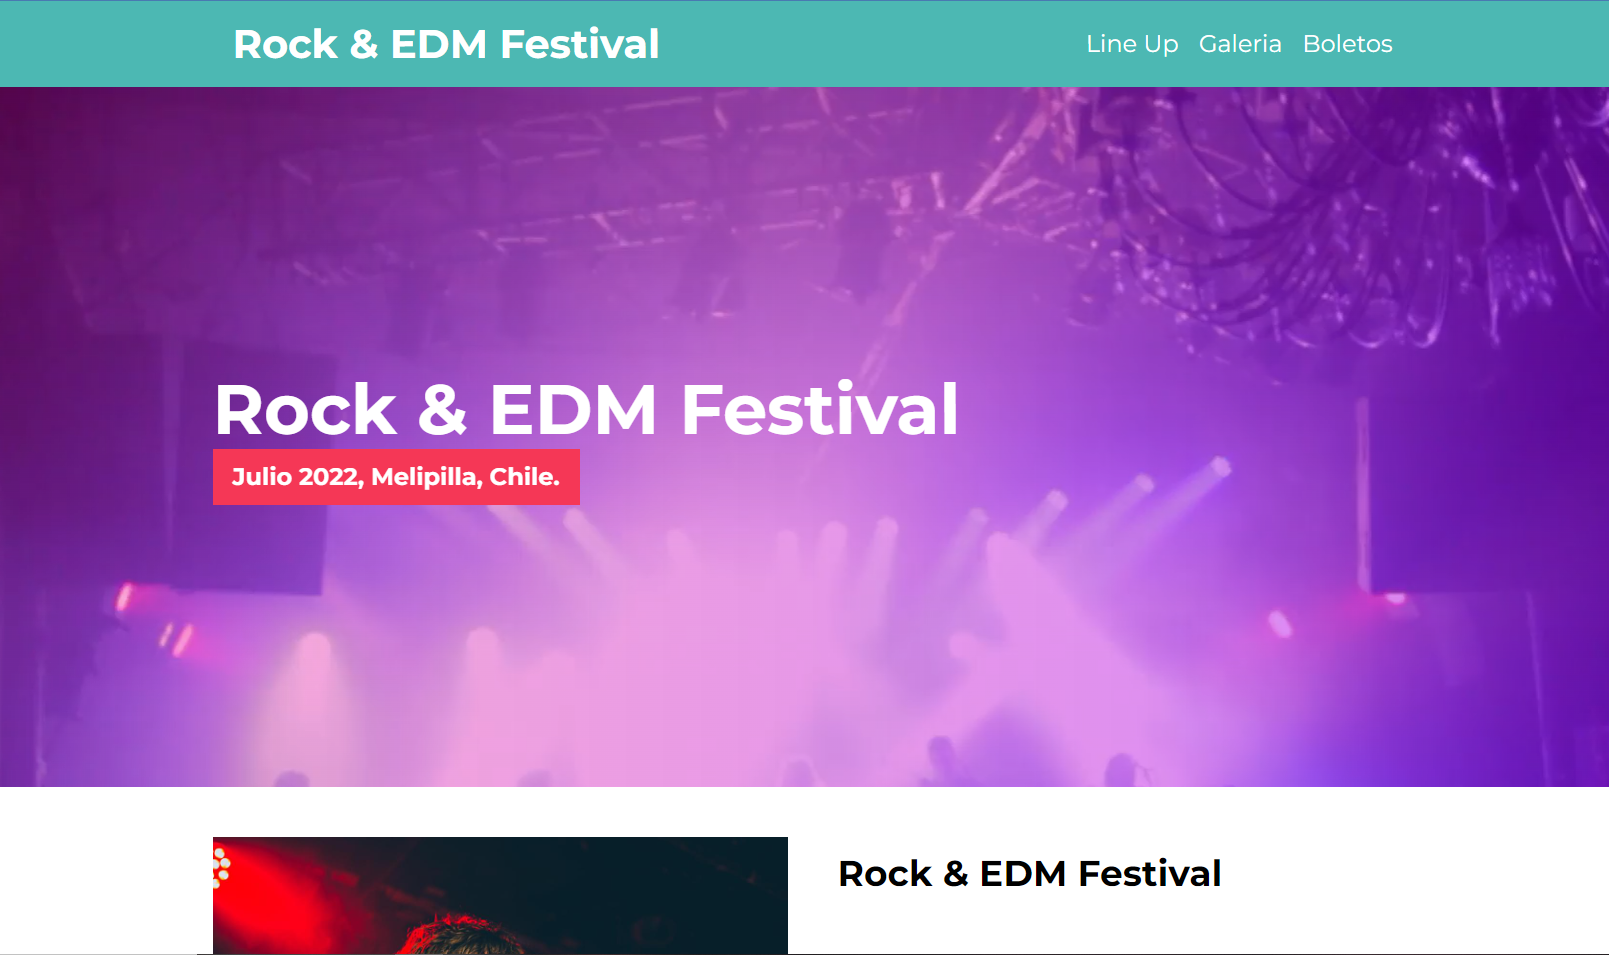 Rock & EDM Festival
Line Up Galeria Boletos
Rock & EDM Festival
Julio 2022, Melipilla, Chile.
Rock & EDM Festival